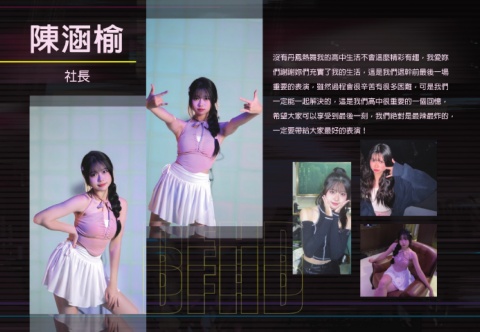 陳涵榆
社長
沒有丹鳳熱舞我的高中生活不會這麼精彩有趣，我愛妳
們謝謝妳們充實了我的生活，這是我們退幹前最後一場
重要的表演，雖然過程會很辛苦有很多困難，可是我們
一定能一起解決的，這是我們高中很重要的一個回憶，
希望大家可以享受到最後一刻，我們絕對是最辣最炸的，
一定要帶給大家最好的表演！